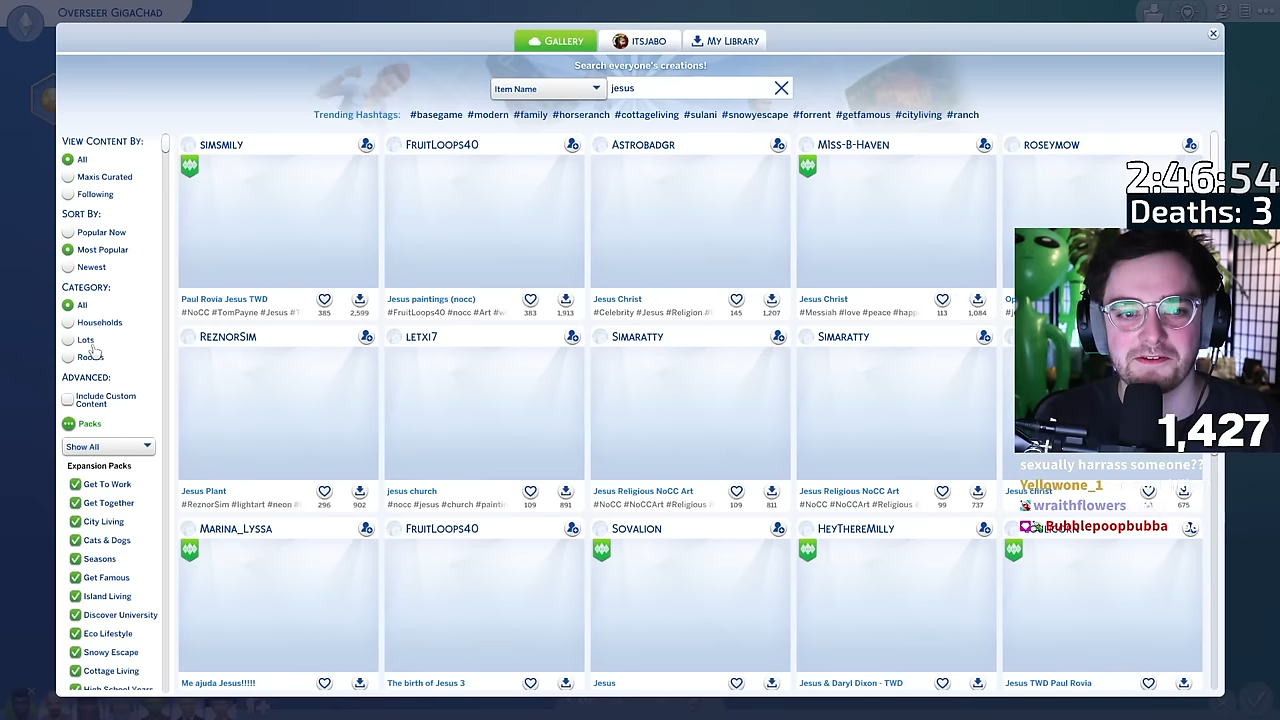 Overseer GigaChad
Gallery
ItsJabo
My Library
Search everyone's creations!
Item Name
jesus
Trending Hashtags: #basegame #modern #family #horseranch #cottageliving #sulani #snowyescape #forrent #getfamous #cityliving #ranch
View Content By:
All
Maxis Curated
Following
Sort By:
Popular Now
Most Popular
Newest
Category:
All
Households
Lots
Advanced:
Include Custom
Content
Packs
Show All
Expansion Packs
Get To Work
Get Together
City Living
Cats & Dogs
Seasons
Get Famous
Island Living
Discover University
Eco Lifestyle
Snowy Escape
Cottage Living
High School Years
simsmily
FruitLoops40
Astrobadgr
M1ss-B-Haven
Roseymow
Paul Rovia Jesus TWD
#NoCC #TomPayne #Jesus
385
2,599
Jesus paintings (nocc)
#FruitLoops40 #nocc #Art
383
1,913
Jesus Christ
#Celebrity #Jesus #Religion
145
1,207
Jesus Christ
#Messiah #love #peace
113
1,084
ReznorSim
letxi7
Simaratty
Simaratty
Jesus Plant
#ReznorSim #lightart #neon
296
902
jesus church
#nocc #jesus #church
109
891
Jesus Religious NoCC Art
#NoCC #NoCCArt #Religious
109
811
Jesus Religious NoCC Art
#NoCC #NoCCArt #Religious
99
737
Jesus christ
675
Marina_Lyssa
FruitLoops40
Sovalion
HeyThereMilly
Me ajuda Jesus!!!!!
The birth of Jesus 3
Jesus
Jesus & Daryl Dixon - TWD
Jesus TWD Paul Rovia
2:46:54
Deaths: 3
1,427
sexually harrass someone??
Yellowone_1
wraithflowers
Bubblepoopbubba